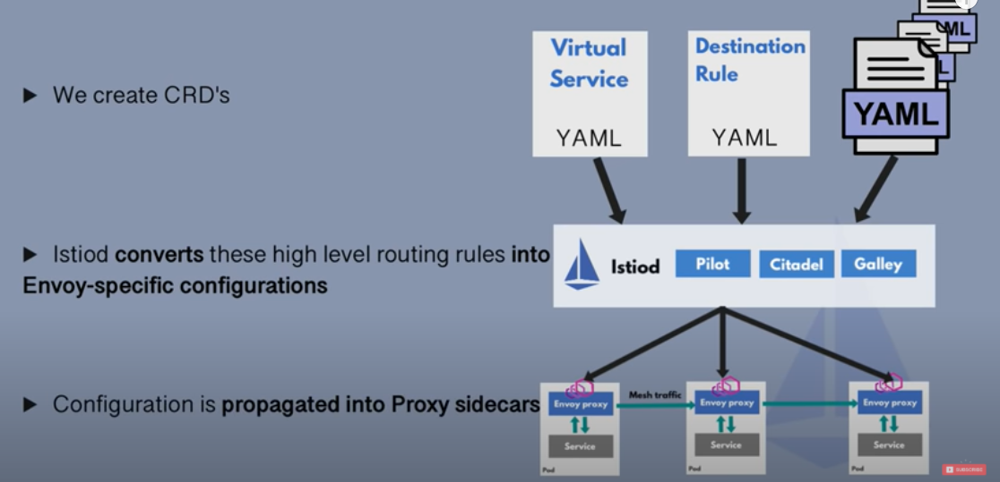 Virtual
Service
YAML
Destination
Rule
YAML
ML
L
YAML
We create CRD's
Istiod converts these high level routing rules into
Envoy-specific configurations
Istiod
Pilot
Citadel
Galley
Configuration is propagated into Proxy sidecars
Envoy proxy
Service
Pod
Mesh traffic
Envoy proxy
Service
Pod
Envoy proxy
Service
Pod
SUBSCRIBE